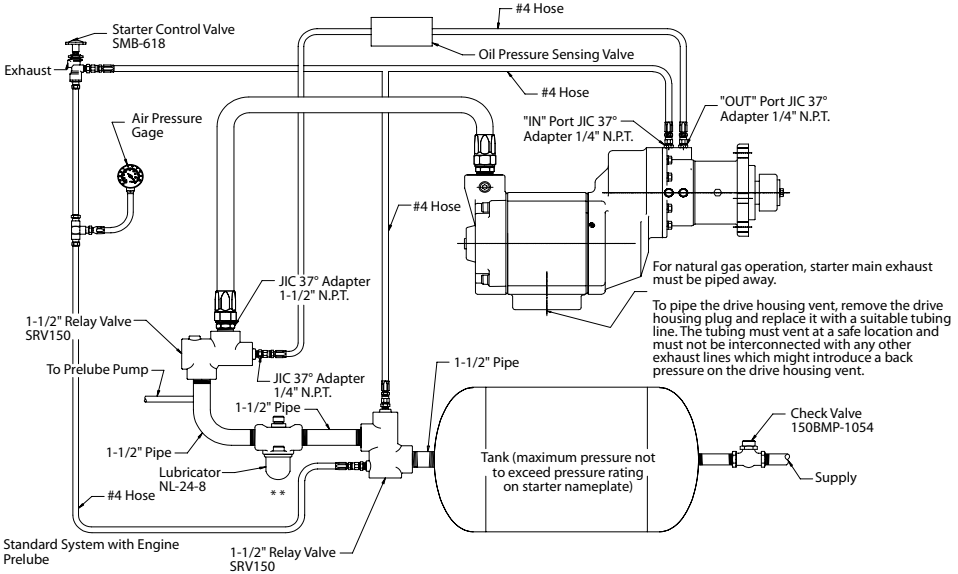 #4 Hose
Starter Control Valve
SMB-618
Oil Pressure Sensing Valve
Exhaust
#4 Hose
"OUT" Port JIC 37°
Adapter 1/4" N.P.T.
"IN" Port JIC 37°
Adapter 1/4" N.P.T.
Air Pressure
Gage
#4 Hose
For natural gas operation, starter main exhaust
must be piped away.
To pipe the drive housing vent, remove the drive
housing plug and replace it with a suitable tubing
line. The tubing must vent at a safe location and
must not be interconnected with any other
exhaust lines which might introduce a back
pressure on the drive housing vent.
JIC 37° Adapter
1-1/2" N.P.T.
1-1/2" Relay Valve
SRV150
To Prelube Pump
JIC 37° Adapter
1/4" N.P.T.
1-1/2" Pipe
1-1/2" Pipe
1-1/2" Pipe
Lubricator
NL-24-8
* *
Check Valve
150BMP-1054
Tank (maximum pressure not
to exceed pressure rating
on starter nameplate)
Supply
#4 Hose
Standard System with Engine
Prelube
1-1/2" Relay Valve
SRV150